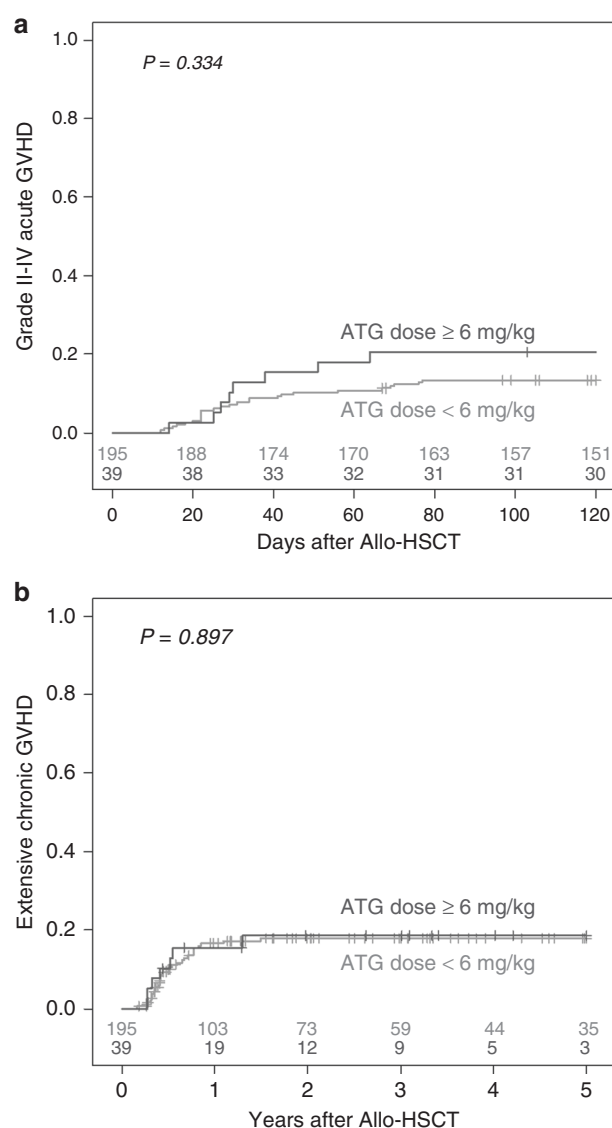 a
1.0
P = 0.334
0.8
0.6
Grade II-IV acute GVHD
0.4
ATG dose ≥ 6 mg/kg
0.2
ATG dose < 6 mg/kg
0.0
195 188 174 170 163 157 151
39 38 33 32 31 31 30
0 20 40 60 80 100 120
Days after Allo-HSCT
b
1.0
P = 0.897
0.8
0.6
Extensive chronic GVHD
0.4
ATG dose ≥ 6 mg/kg
0.2
ATG dose < 6 mg/kg
0.0
195 103 73 59 44 35
39 19 12 9 5 3
0 1 2 3 4 5
Years after Allo-HSCT